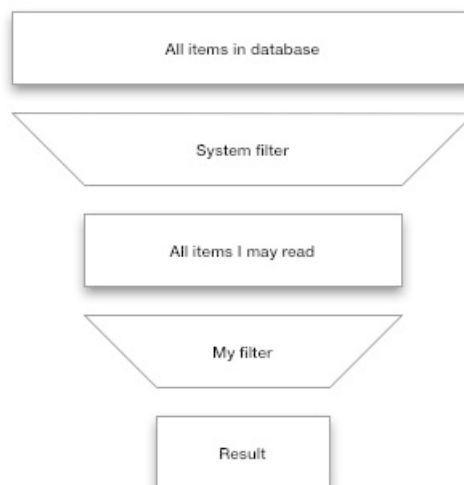 All items in database
System filter
All items I may read
My filter
Result